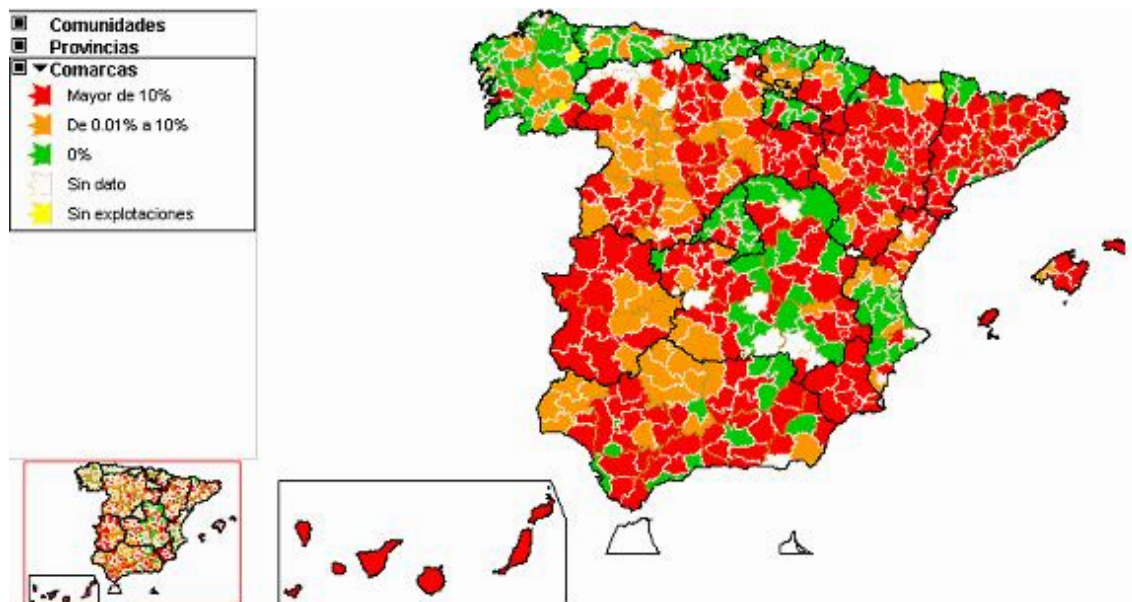 Comunidades
Provincias
Comarcas
Mayor de 10%
De 0.01% a 10%
0%
Sin dato
Sin explotaciones